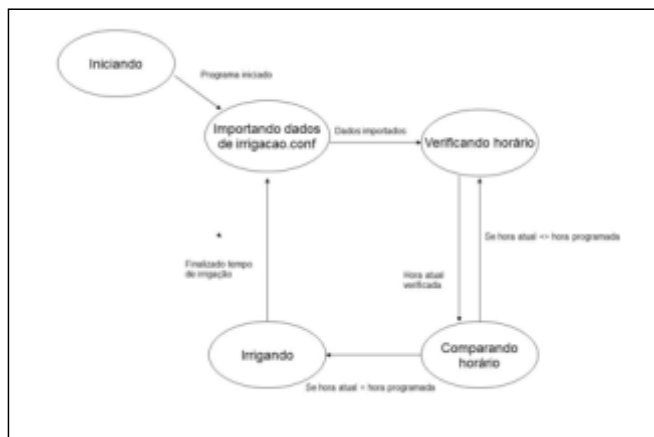 Iniciando
Programa iniciado
Importando dados
de irrigacao.conf
Dados importados
Verificando horário
Se hora atual <> hora programada
Finalizado tempo
de irrigação
Hora atual
verificada
Irrigando
Comparando
horário
Se hora atual = hora programada